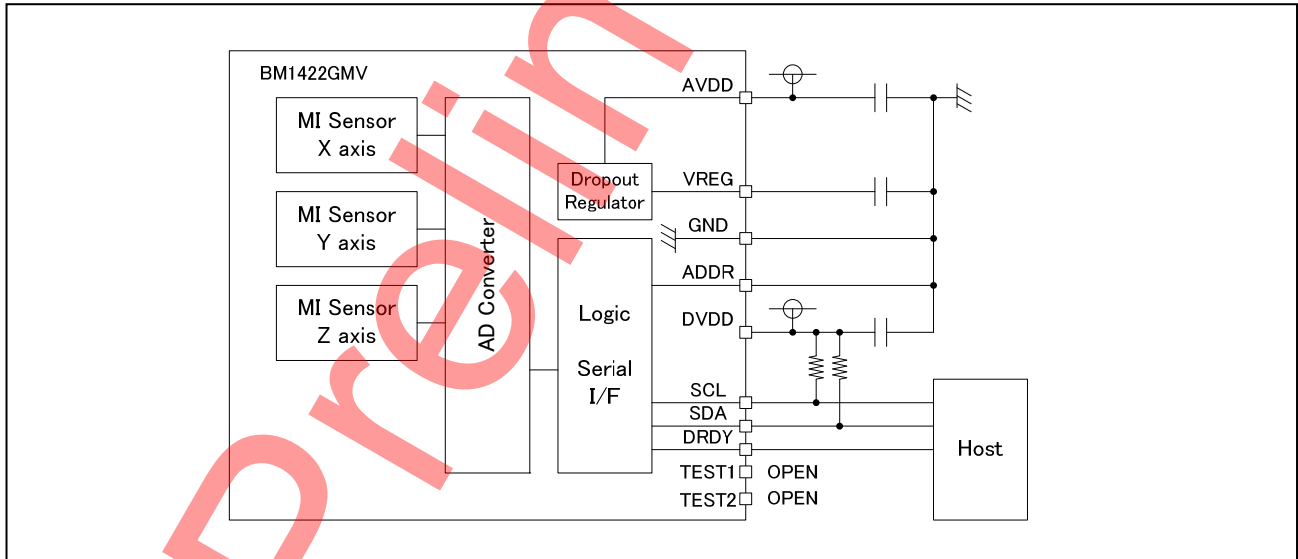 BM1422GMV
MI Sensor
X axis
MI Sensor
Y axis
MI Sensor
Z axis
AD Converter
Dropout
Regulator
Logic
Serial
I/F
AVDD
VREG
GND
ADDR
DVDD
SCL
SDA
DRDY
TEST1 OPEN
TEST2 OPEN
Host
Prelim